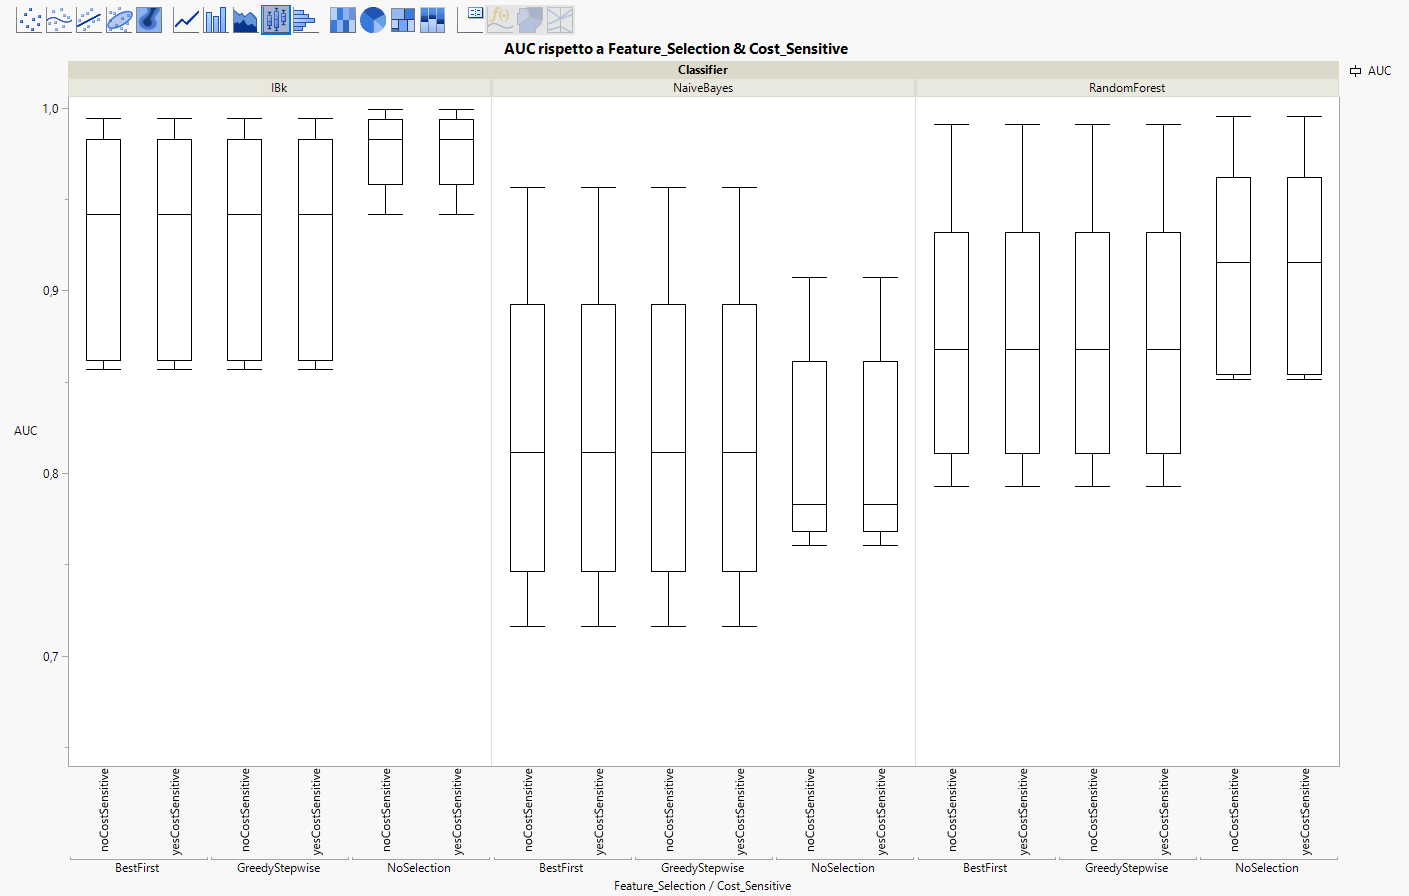 AUC rispetto a Feature_Selection & Cost_Sensitive
Classifier
AUC
IBk NaiveBayes RandomForest
1,0
0,9
0,8
0,7
AUC
noCostSensitive yesCostSensitive noCostSensitive yesCostSensitive noCostSensitive yesCostSensitive noCostSensitive yesCostSensitive noCostSensitive yesCostSensitive noCostSensitive yesCostSensitive noCostSensitive yesCostSensitive noCostSensitive yesCostSensitive noCostSensitive yesCostSensitive
BestFirst GreedyStepwise NoSelection BestFirst GreedyStepwise NoSelection BestFirst GreedyStepwise NoSelection
Feature_Selection / Cost_Sensitive